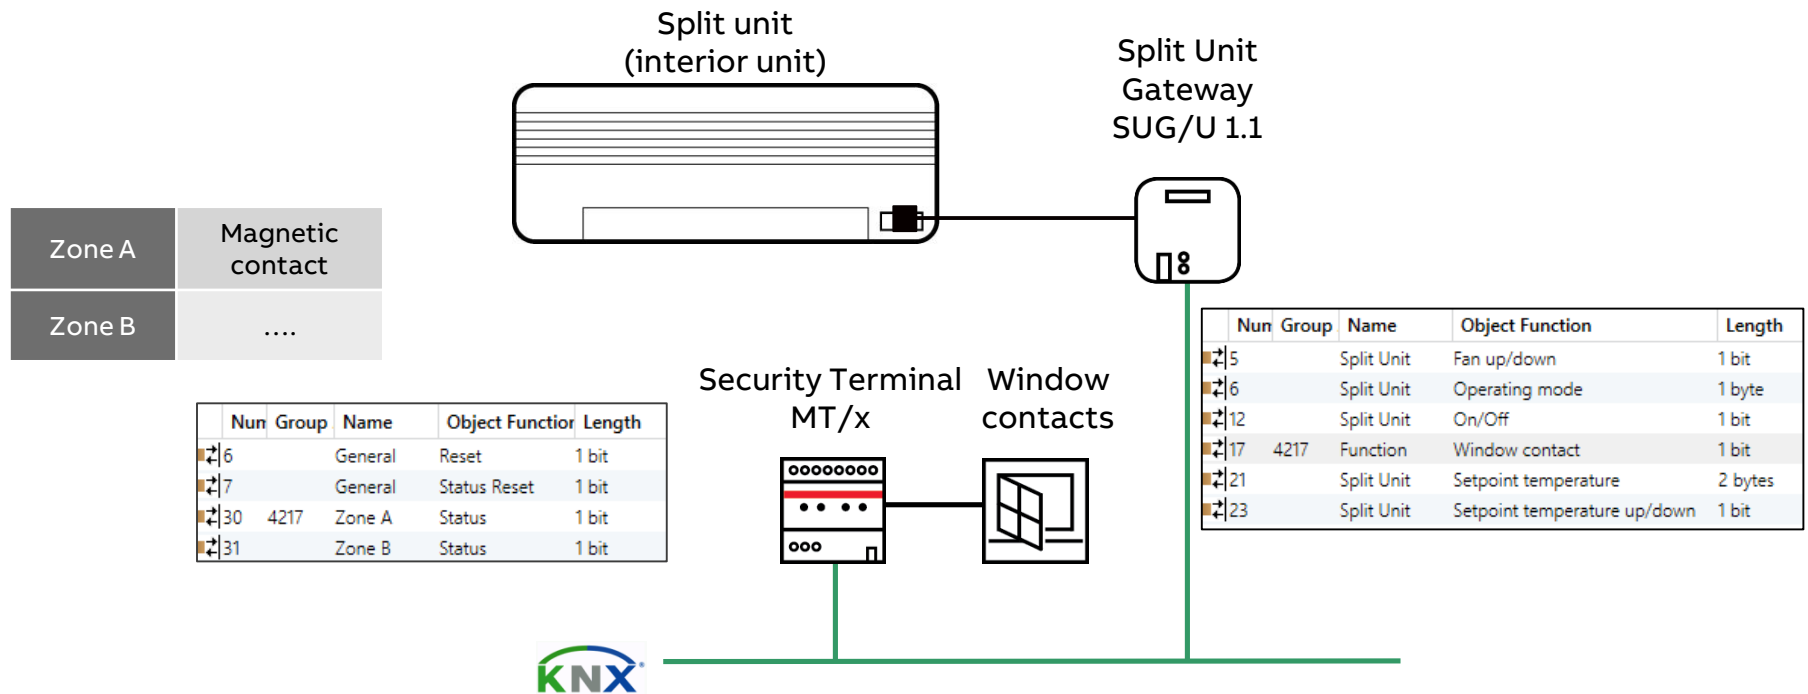 Split unit
(interior unit)
Split Unit
Gateway
SUG/U 1.1
Zone A
Magnetic
contact
Zone B
....
Security Terminal
MT/x
Window
contacts
Num Group Name Object Function Length
6 General Reset 1 bit
7 General Status Reset 1 bit
30 4217 Zone A Status 1 bit
31 Zone B Status 1 bit
Num Group Name Object Function Length
5 Split Unit Fan up/down 1 bit
6 Split Unit Operating mode 1 byte
12 Split Unit On/Off 1 bit
17 4217 Function Window contact 1 bit
21 Split Unit Setpoint temperature 2 bytes
23 Split Unit Setpoint temperature up/down 1 bit
KNX